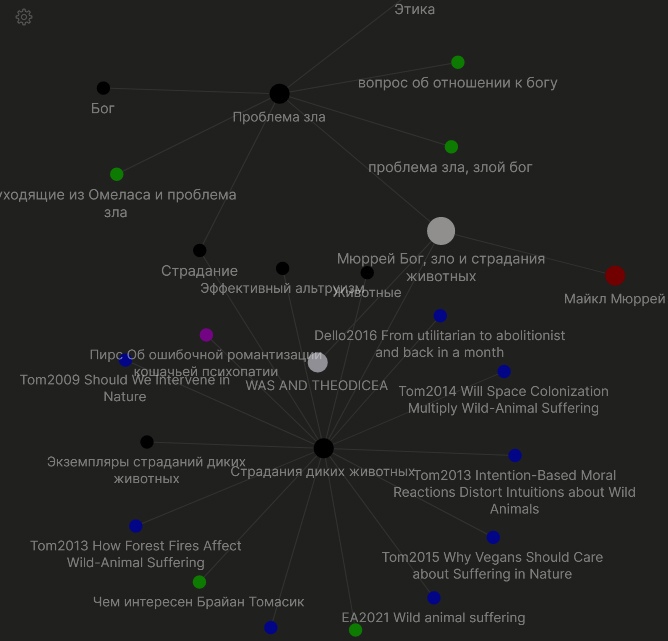 Этика
вопрос об отношении к богу
Бог
Проблема зла
проблема зла, злой бог
уходящие из Омеласа и проблема
зла
Мюррей Бог, зло и страдания
животных
Страдание
Эффективный альтруизм
Животные
Майкл Мюррей
Dello2016 From utilitarian to abolitionist
and back in a month
Пирс Об ошибочной романтизации
кошачьей психопатии
Tom2009 Should We Intervene in
Nature
WAS AND THEODICEA
Tom2014 Will Space Colonization
Multiply Wild-Animal Suffering
Экземпляры страданий диких
животных
Страдания диких животных
Tom2013 Intention-Based Moral
Reactions Distort Intuitions about Wild
Animals
Tom2013 How Forest Fires Affect
Wild-Animal Suffering
Tom2015 Why Vegans Should Care
about Suffering in Nature
Чем интересен Брайан Томасик
EA2021 Wild animal suffering